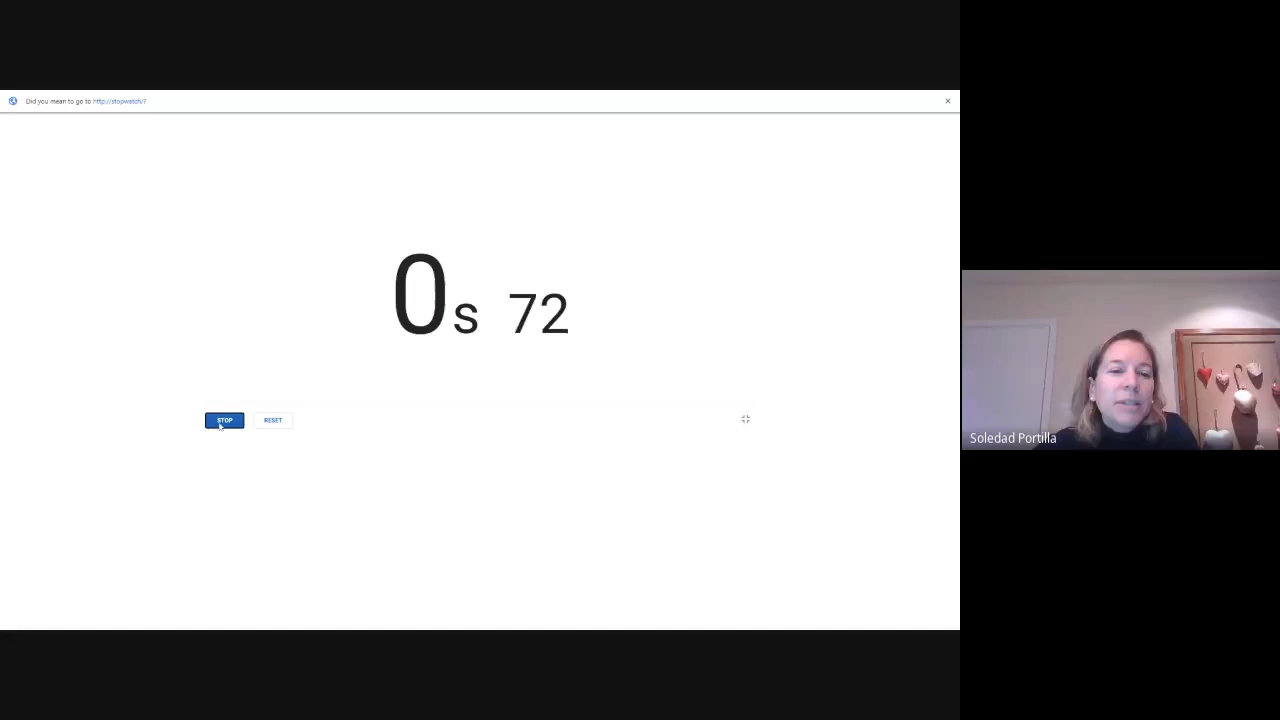 Did you mean to go to http://stopwatch/?
0s 72
STOP
RESET
Soledad Portilla